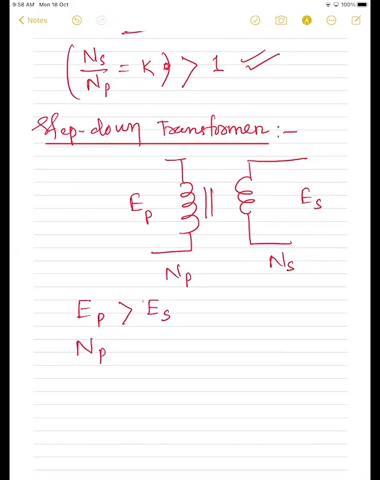 9:58 AM Mon 18 Oct
100%
Notes
(Ns/Np = K) > 1
Step-down Transformer:-
Ep Es
Np Ns
Ep > Es
Np